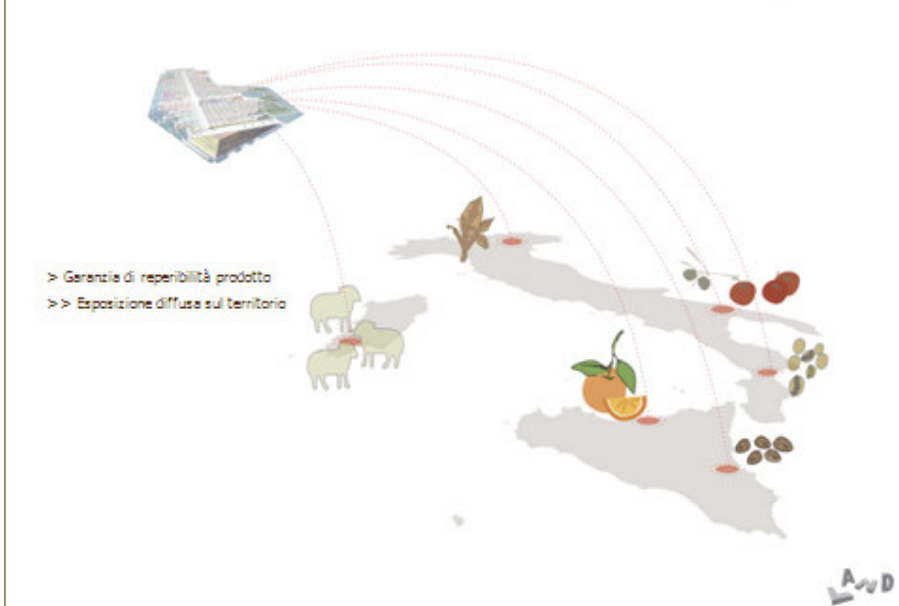 > Garanzia di reperibilità prodotto
>> Esposizione diffusa sul territorio
LAND